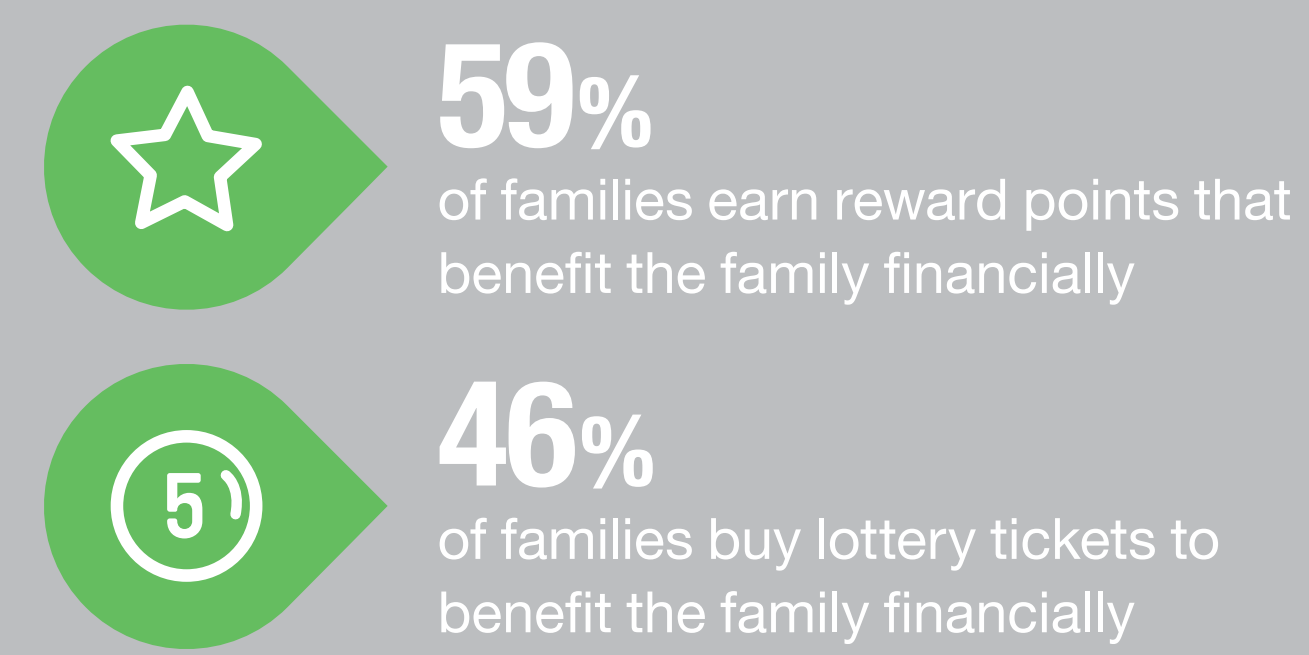 59%
of families earn reward points that
benefit the family financially
5
46%
of families buy lottery tickets to
benefit the family financially